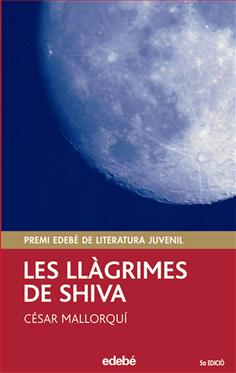 PREMI EDEBÉ DE LITERATURA JUVENIL
LES LLÀGRIMES
DE SHIVA
CÉSAR MALLORQUÍ
5a EDICIÓ
edebé